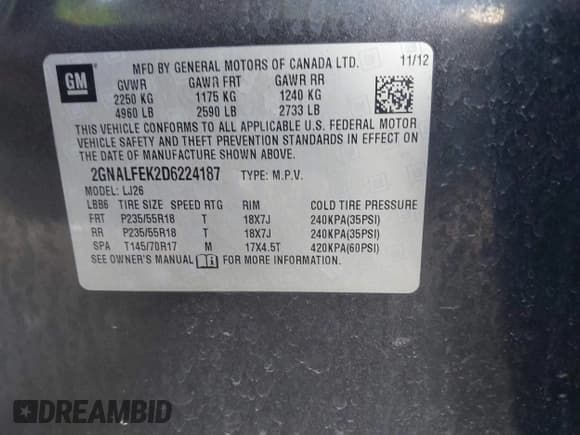 GM
MFD BY GENERAL MOTORS OF CANADA LTD. 11/12
GVWR GAWR FRT GAWR RR
2250 KG 1175 KG 1240 KG
4960 LB 2590 LB 2733 LB
THIS VEHICLE CONFORMS TO ALL APPLICABLE U.S. FEDERAL MOTOR
VEHICLE SAFETY AND THEFT PREVENTION STANDARDS IN EFFECT ON
THE DATE OF MANUFACTURE SHOWN ABOVE.
2GNALFEK2D6224187 TYPE: M.P.V.
MODEL: LJ26
LBB6 TIRE SIZE SPEED RTG RIM COLD TIRE PRESSURE
FRT P235/55R18 T 18X7J 240KPA(35PSI)
RR P235/55R18 T 18X7J 240KPA(35PSI)
SPA T145/70R17 M 17X4.5T 420KPA(60PSI)
SEE OWNER'S MANUAL FOR MORE INFORMATION.
DREAMBID